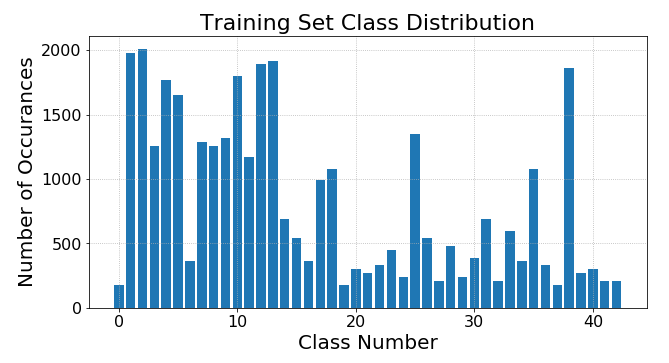 Training Set Class Distribution
Number of Occurances
2000
1500
1000
500
0
0 10 20 30 40
Class Number